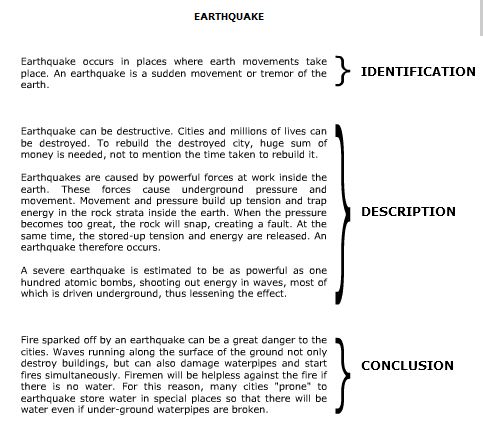 EARTHQUAKE
Earthquake occurs in places where earth movements take
place. An earthquake is a sudden movement or tremor of the
earth.
IDENTIFICATION
Earthquake can be destructive. Cities and millions of lives can
be destroyed. To rebuild the destroyed city, huge sum of
money is needed, not to mention the time taken to rebuild it.
Earthquakes are caused by powerful forces at work inside the
earth. These forces cause underground pressure and
movement. Movement and pressure build up tension and trap
energy in the rock strata inside the earth. When the pressure
becomes too great, the rock will snap, creating a fault. At the
same time, the stored-up tension and energy are released. An
earthquake therefore occurs.
A severe earthquake is estimated to be as powerful as one
hundred atomic bombs, shooting out energy in waves, most of
which is driven underground, thus lessening the effect.
DESCRIPTION
Fire sparked off by an earthquake can be a great danger to the
cities. Waves running along the surface of the ground not only
destroy buildings, but can also damage waterpipes and start
fires simultaneously. Firemen will be helpless against the fire if
there is no water. For this reason, many cities "prone" to
earthquake store water in special places so that there will be
water even if under-ground waterpipes are broken.
CONCLUSION